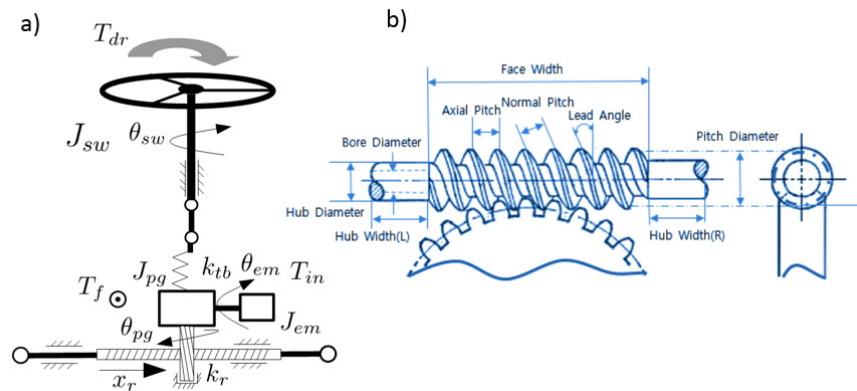 a)
T_dr
J_sw
θ_sw
J_pg
k_tb
θ_em
T_in
T_f
J_em
θ_pg
x_r
k_r
b)
Face Width
Axial Pitch
Normal Pitch
Lead Angle
Bore Diameter
Pitch Diameter
Hub Diameter
Hub Width(L)
Hub Width(R)